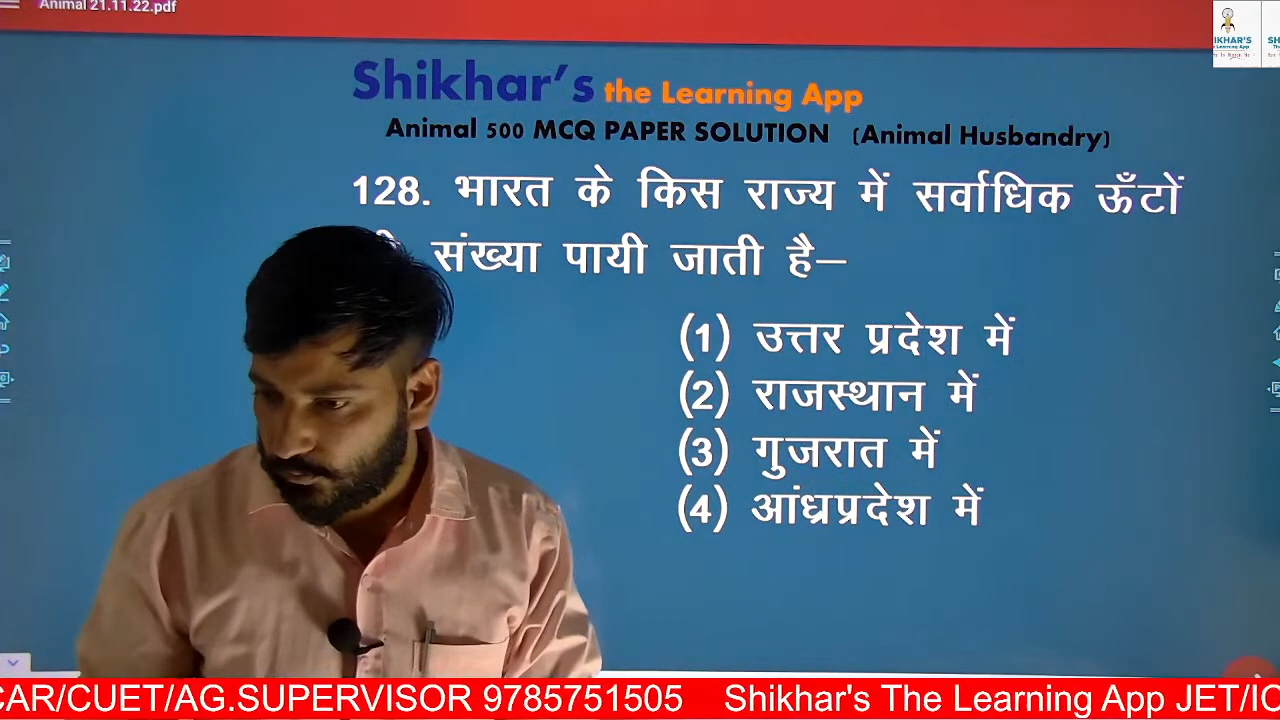 Animal 21.11.22.pdf
IKHAR'S
Shikhar's the Learning App
Animal 500 MCQ PAPER SOLUTION (Animal Husbandry)
128. भारत के किस राज्य में सर्वाधिक ऊँटों
संख्या पायी जाती है–
(1) उत्तर प्रदेश में
(2) राजस्थान में
(3) गुजरात में
(4) आंध्रप्रदेश में
CAR/CUET/AG.SUPERVISOR 9785751505 Shikhar's The Learning App JET/IC